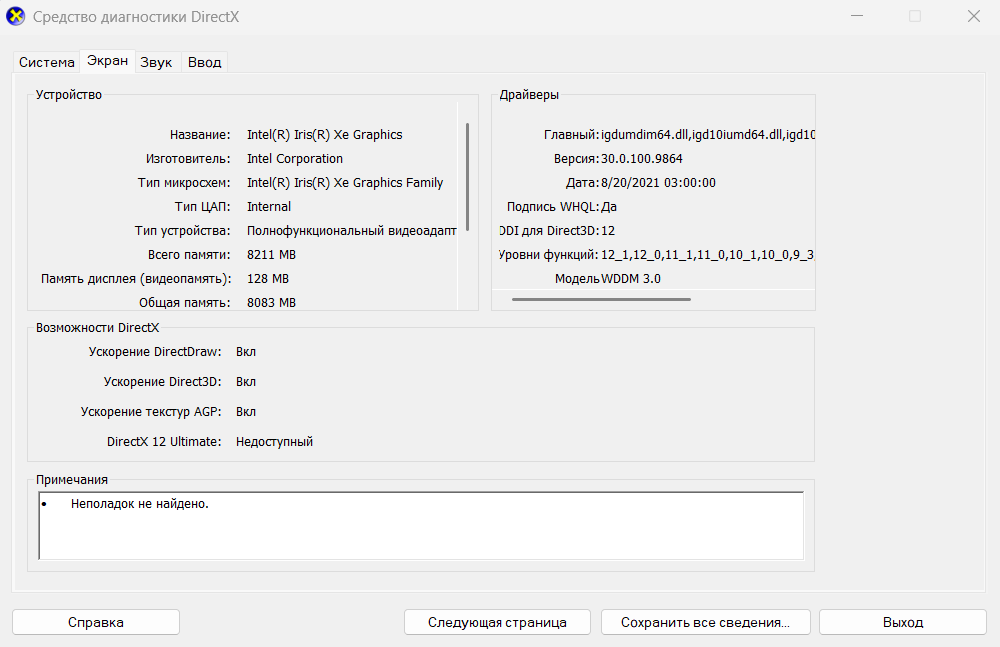 Средство диагностики DirectX
Система Экран Звук Ввод
Устройство
Название: Intel(R) Iris(R) Xe Graphics
Изготовитель: Intel Corporation
Тип микросхем: Intel(R) Iris(R) Xe Graphics Family
Тип ЦАП: Internal
Тип устройства: Полнофункциональный видеоадапт
Всего памяти: 8211 MB
Память дисплея (видеопамять): 128 MB
Общая память: 8083 MB
Драйверы
Главный: igdumdim64.dll,igd10iumd64.dll,igd10
Версия: 30.0.100.9864
Дата: 8/20/2021 03:00:00
Подпись WHQL: Да
DDI для Direct3D: 12
Уровни функций: 12_1,12_0,11_1,11_0,10_1,10_0,9_3
Модель WDDM 3.0
Возможности DirectX
Ускорение DirectDraw: Вкл
Ускорение Direct3D: Вкл
Ускорение текстур AGP: Вкл
DirectX 12 Ultimate: Недоступный
Примечания
• Неполадок не найдено.
Справка Следующая страница Сохранить все сведения... Выход